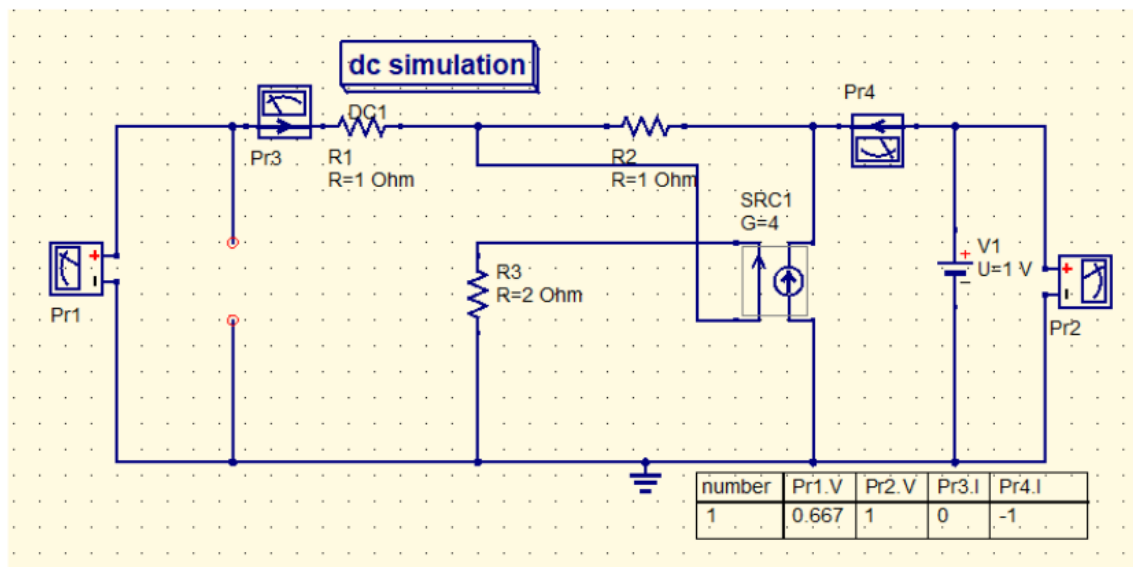 dc simulation
DC1
Pr4
Pr3
R1
R=1 Ohm
R2
R=1 Ohm
SRC1
G=4
+
I
Pr1
R3
R=2 Ohm
+
V1
U=1 V
−
+
I
Pr2
number Pr1.V Pr2.V Pr3.I Pr4.I
1 0.667 1 0 -1